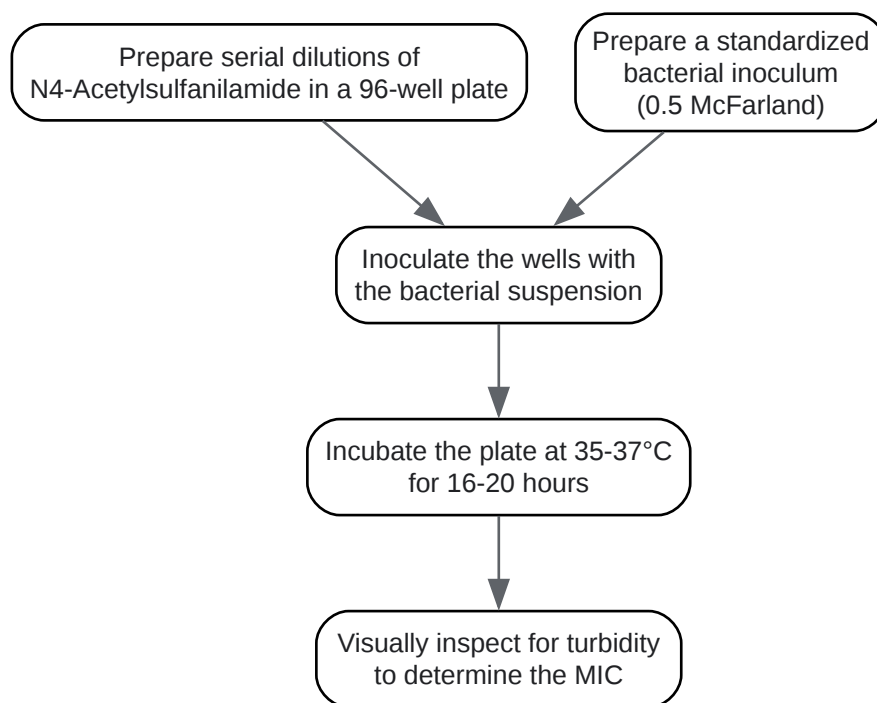 Prepare serial dilutions of
N4-Acetylsulfanilamide in a 96-well plate
Prepare a standardized
bacterial inoculum
(0.5 McFarland)
Inoculate the wells with
the bacterial suspension
Incubate the plate at 35-37°C
for 16-20 hours
Visually inspect for turbidity
to determine the MIC